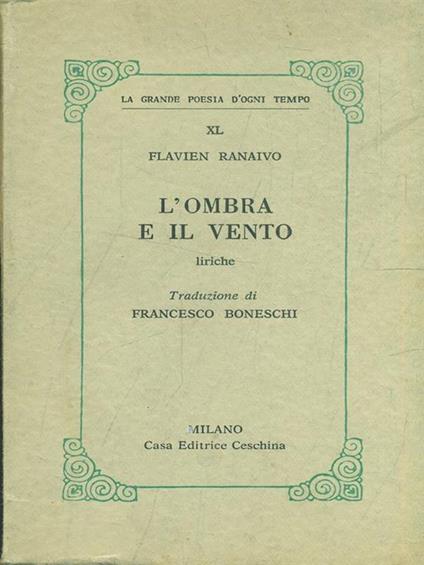 LA GRANDE POESIA D'OGNI TEMPO
XL
FLAVIEN RANAIVO
L'OMBRA
E IL VENTO
liriche
Traduzione di
FRANCESCO BONESCHI
MILANO
Casa Editrice Ceschina